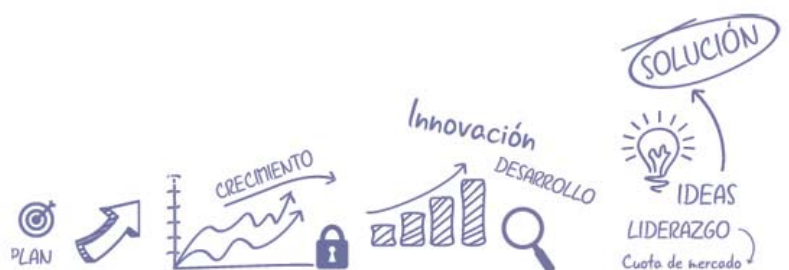 PLAN
CRECIMIENTO
Innovación
DESARROLLO
SOLUCIÓN
IDEAS
LIDERAZGO
Cuota de mercado